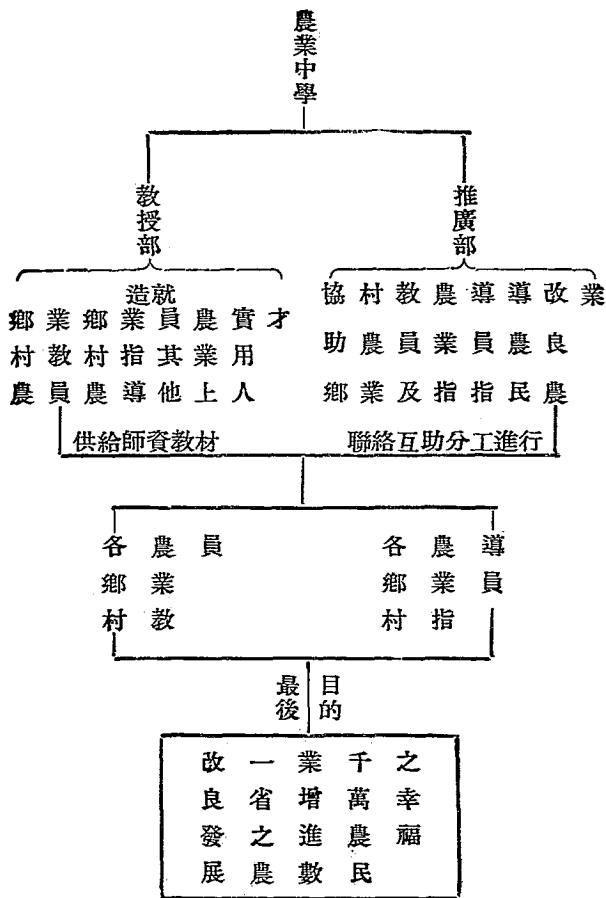 農業中學
教授部
造就
鄉村農
業教員
鄉村農
業指導
員其他
農業上
實用人
才
推廣部
協助鄉
村農業
教員及
農業指
導員指
導農民
改良農
業
供給師資教材
聯絡互助分工進行
各鄉村
農業教
員
各鄉村
農業指
導員
最後
目的
改良發展
一省之農
業增進數
千萬農民
之幸福